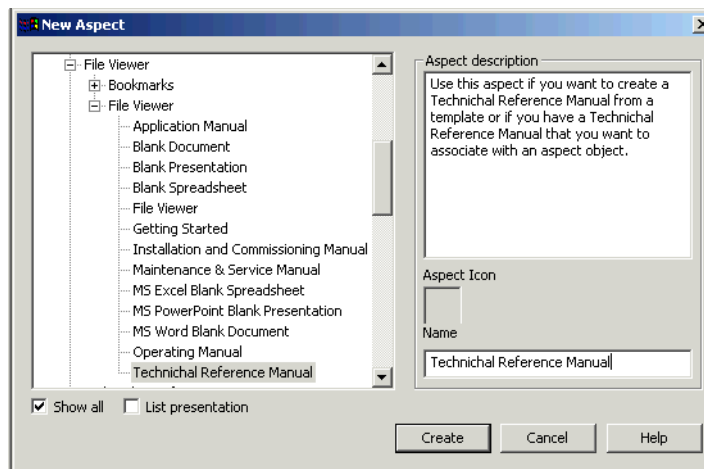 New Aspect
File Viewer
Bookmarks
File Viewer
Application Manual
Blank Document
Blank Presentation
Blank Spreadsheet
File Viewer
Getting Started
Installation and Commissioning Manual
Maintenance & Service Manual
MS Excel Blank Spreadsheet
MS PowerPoint Blank Presentation
MS Word Blank Document
Operating Manual
Technichal Reference Manual
Show all
List presentation
Aspect description
Use this aspect if you want to create a
Technichal Reference Manual from a
template or if you have a Technichal
Reference Manual that you want to
associate with an aspect object.
Aspect Icon
Name
Technichal Reference Manual
Create
Cancel
Help